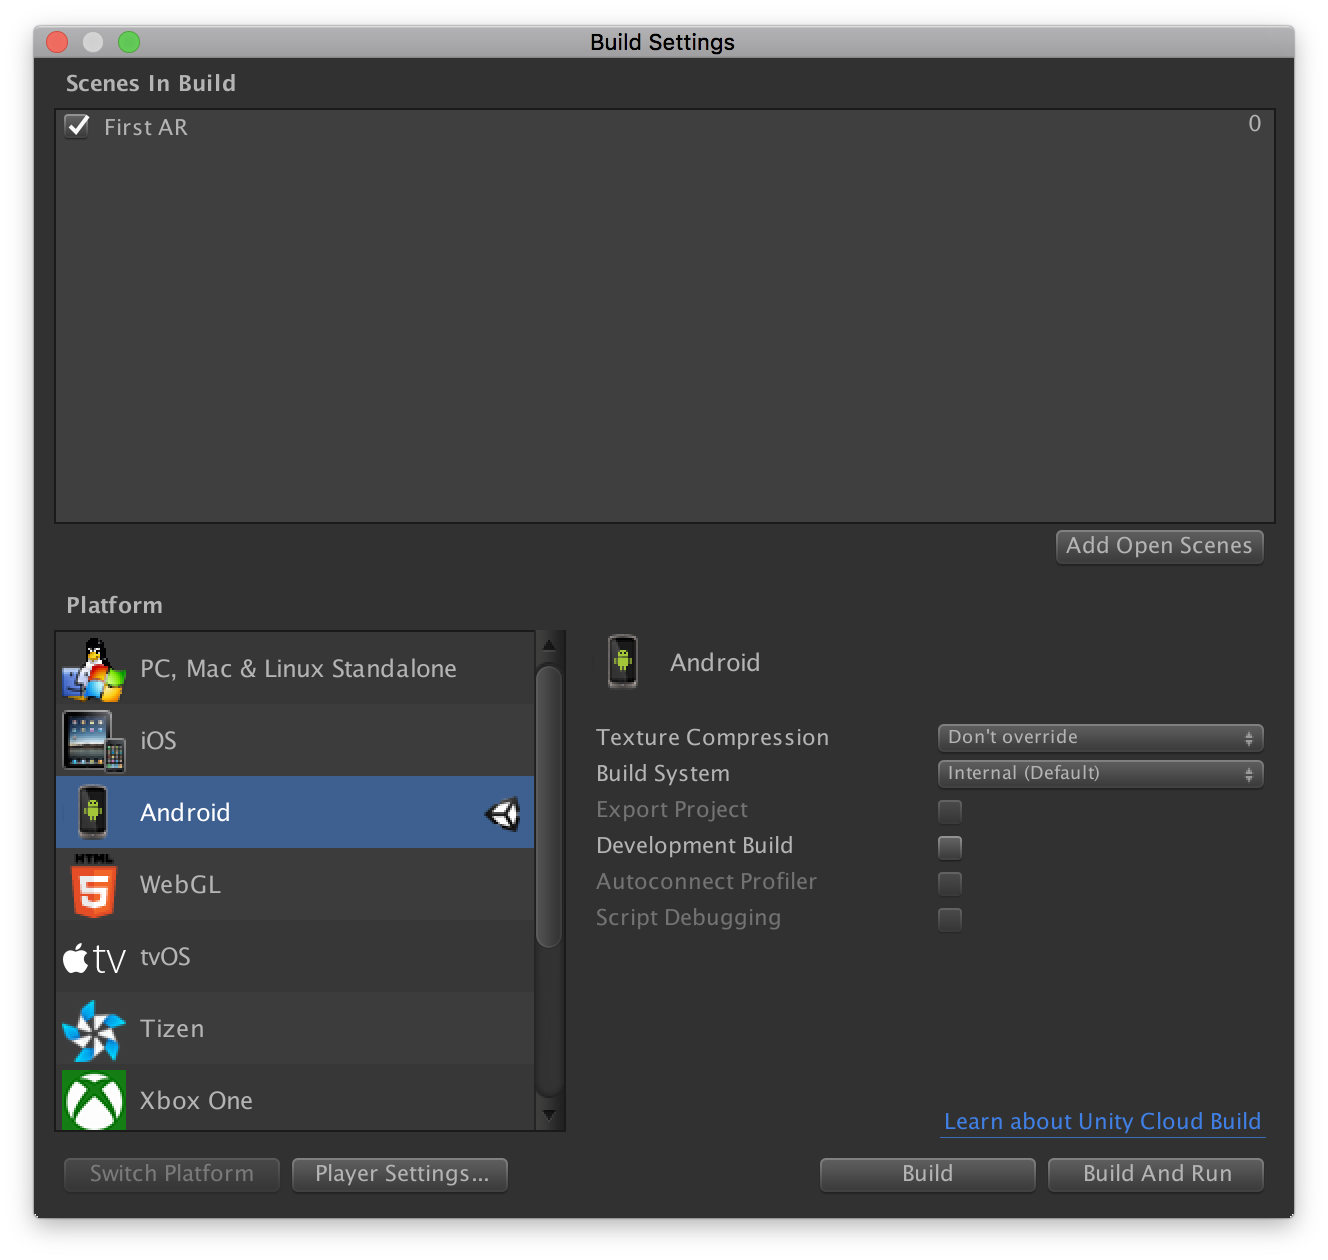 Build Settings
Scenes In Build
First AR 0
Add Open Scenes
Platform
PC, Mac & Linux Standalone
iOS
Android
HTML
5
WebGL
tv
tvOS
Tizen
Xbox One
Android
Texture Compression Don't override
Build System Internal (Default)
Export Project
Development Build
Autoconnect Profiler
Script Debugging
Learn about Unity Cloud Build
Switch Platform Player Settings... Build Build And Run